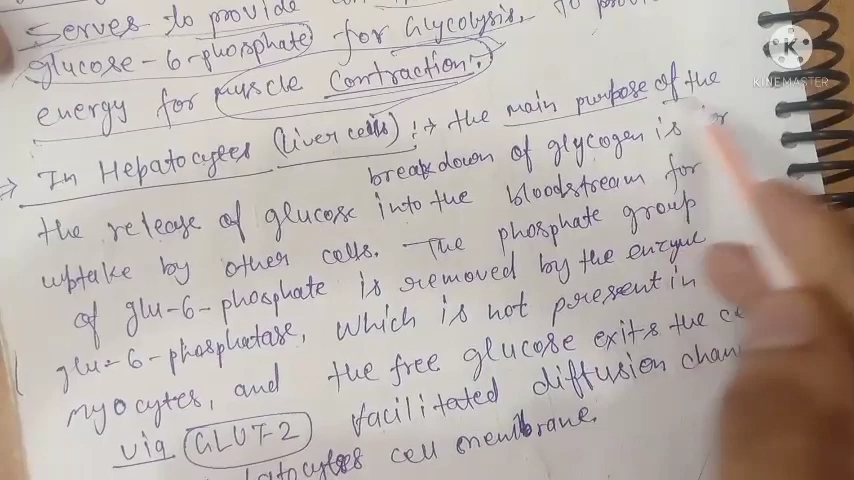 Serves to provide
glucose-6-phosphate for Glycolysis, to provi
energy for muscle contraction.
⇒ In Hepatocytes (liver cells) :→ the main purpose of the
breakdown of glycogen is
the release of glucose into the bloodstream for
uptake by other cells. The phosphate group
of glu-6-phosphate is removed by the enzyme
glu-6-phosphatase, which is not present in
myocytes, and the free glucose exits the ce
via GLUT-2 facilitated diffusion chan
cell membrane.
K
KINEMASTER